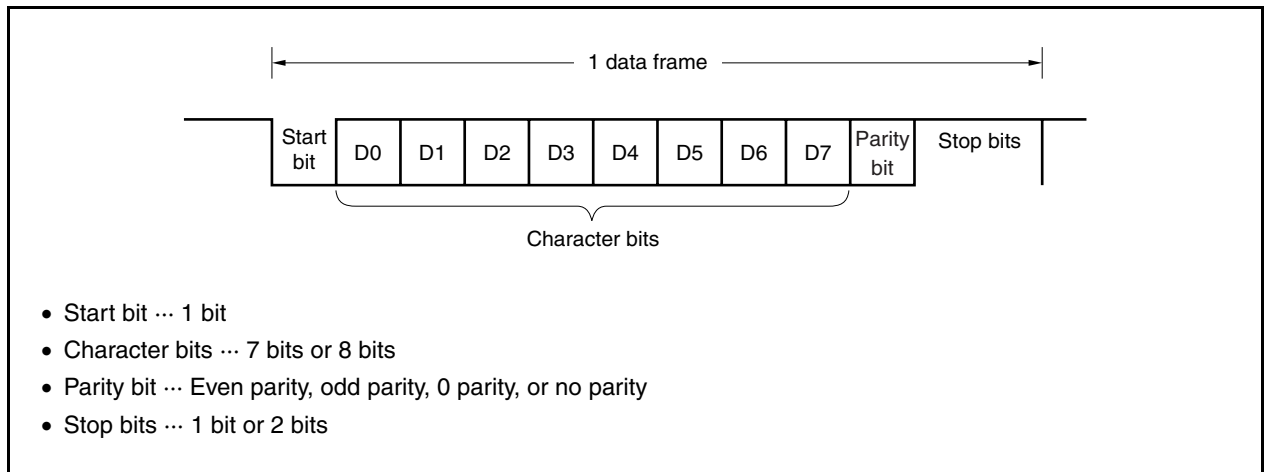 1 data frame
Start bit D0 D1 D2 D3 D4 D5 D6 D7 Parity bit Stop bits
Character bits
• Start bit ··· 1 bit
• Character bits ··· 7 bits or 8 bits
• Parity bit ··· Even parity, odd parity, 0 parity, or no parity
• Stop bits ··· 1 bit or 2 bits